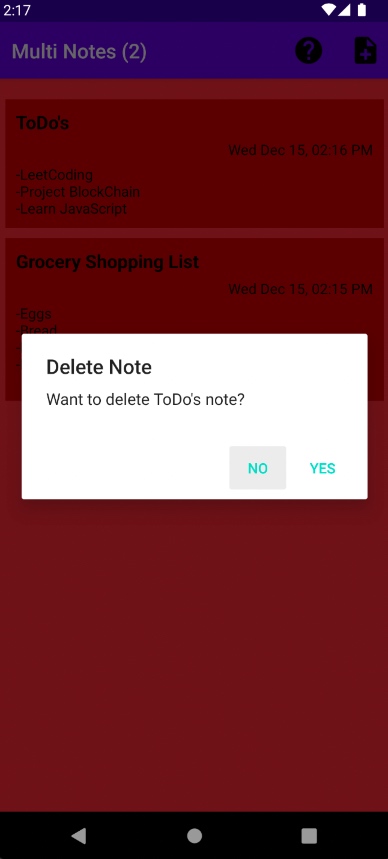 2:17
Multi Notes (2)
ToDo's
Wed Dec 15, 02:16 PM
-LeetCoding
-Project BlockChain
-Learn JavaScript
Grocery Shopping List
Wed Dec 15, 02:15 PM
-Eggs
-Bread
Delete Note
Want to delete ToDo's note?
NO YES